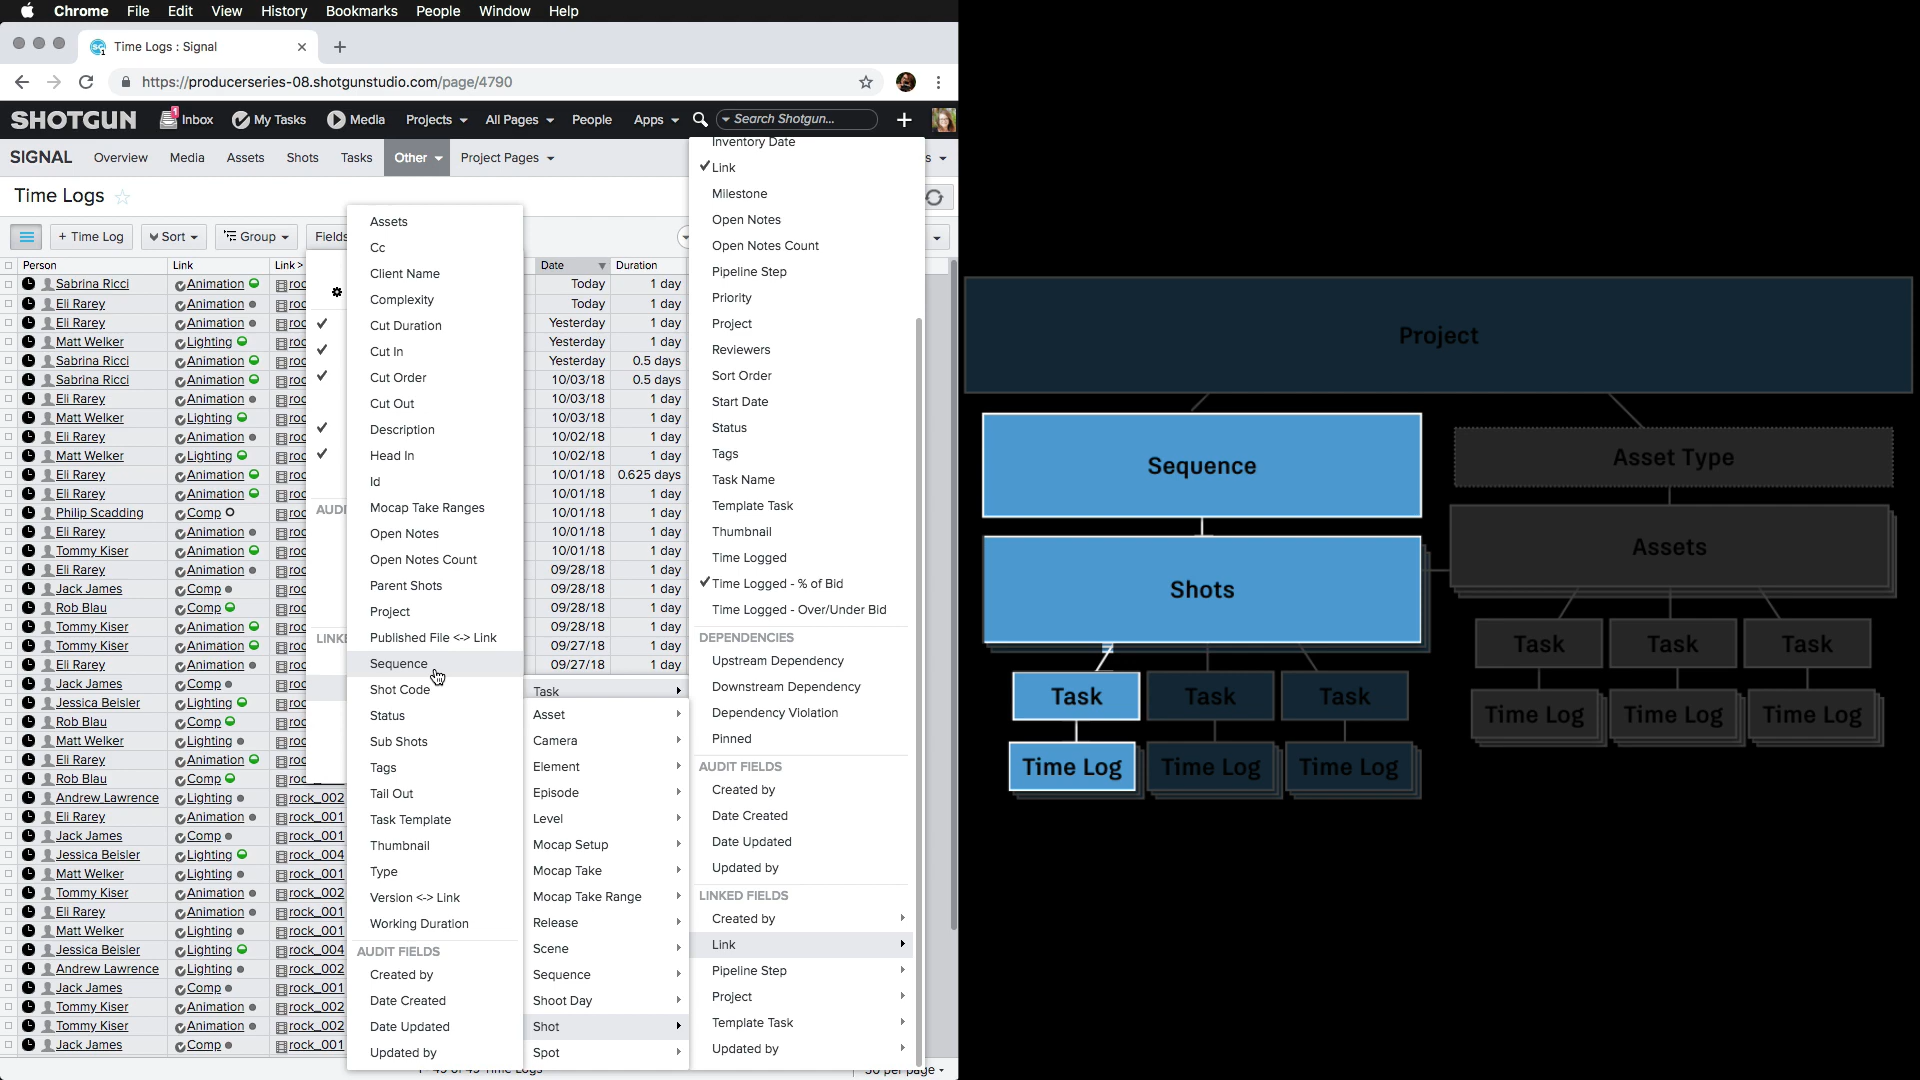 Chrome File Edit View History Bookmarks People Window Help
Time Logs : Signal
https://producerseries-08.shotgunstudio.com/page/4790
SHOTGUN 1 Inbox My Tasks Media Projects All Pages People Apps Search Shotgun...
SIGNAL Overview Media Assets Shots Tasks Other Project Pages
Time Logs
+ Time Log Sort Group Fields
Person Link Link > Date Duration
Sabrina Ricci Animation Today 1 day
Eli Rarey Animation Today 1 day
Eli Rarey Animation Yesterday 1 day
Matt Welker Lighting Yesterday 1 day
Sabrina Ricci Animation Yesterday 0.5 days
Sabrina Ricci Animation 10/03/18 0.5 days
Eli Rarey Animation 10/03/18 1 day
Matt Welker Lighting 10/03/18 1 day
Eli Rarey Animation 10/02/18 1 day
Matt Welker Lighting 10/02/18 1 day
Eli Rarey Animation 10/01/18 0.625 days
Eli Rarey Animation 10/01/18 1 day
Philip Scadding Comp 10/01/18 1 day
Eli Rarey Animation 10/01/18 1 day
Tommy Kiser Animation 10/01/18 1 day
Eli Rarey Animation 09/28/18 1 day
Jack James Comp 09/28/18 1 day
Rob Blau Comp 09/28/18 1 day
Tommy Kiser Animation 09/28/18 1 day
Tommy Kiser Animation 09/27/18 1 day
Eli Rarey Animation 09/27/18 1 day
Jack James Comp
Jessica Beisler Lighting
Rob Blau Comp
Matt Welker Lighting
Eli Rarey Animation
Rob Blau Comp
Andrew Lawrence Lighting rock_002
Eli Rarey Animation rock_001
Jack James Comp rock_001
Jessica Beisler Lighting rock_004
Matt Welker Lighting rock_001
Tommy Kiser Animation rock_002
Eli Rarey Animation rock_001
Matt Welker Lighting rock_001
Jessica Beisler Lighting rock_004
Andrew Lawrence Lighting rock_002
Jack James Comp rock_001
Tommy Kiser Animation rock_002
Tommy Kiser Animation rock_002
Jack James Comp rock_001
Assets
Cc
Client Name
Complexity
Cut Duration
Cut In
Cut Order
Cut Out
Description
Head In
Id
Mocap Take Ranges
Open Notes
Open Notes Count
Parent Shots
Project
Published File <-> Link
Sequence
Shot Code
Status
Sub Shots
Tags
Tail Out
Task Template
Thumbnail
Type
Version <-> Link
Working Duration
AUDIT FIELDS
Created by
Date Created
Date Updated
Updated by
Task
Asset
Camera
Element
Episode
Level
Mocap Setup
Mocap Take
Mocap Take Range
Release
Scene
Sequence
Shoot Day
Shot
Spot
Inventory Date
Link
Milestone
Open Notes
Open Notes Count
Pipeline Step
Priority
Project
Reviewers
Sort Order
Start Date
Status
Tags
Task Name
Template Task
Thumbnail
Time Logged
Time Logged - % of Bid
Time Logged - Over/Under Bid
DEPENDENCIES
Upstream Dependency
Downstream Dependency
Dependency Violation
Pinned
AUDIT FIELDS
Created by
Date Created
Date Updated
Updated by
LINKED FIELDS
Created by
Link
Pipeline Step
Project
Template Task
Updated by
Project
Sequence Asset Type
Shots Assets
Task Task Task Task Task Task
Time Log Time Log Time Log Time Log Time Log Time Log